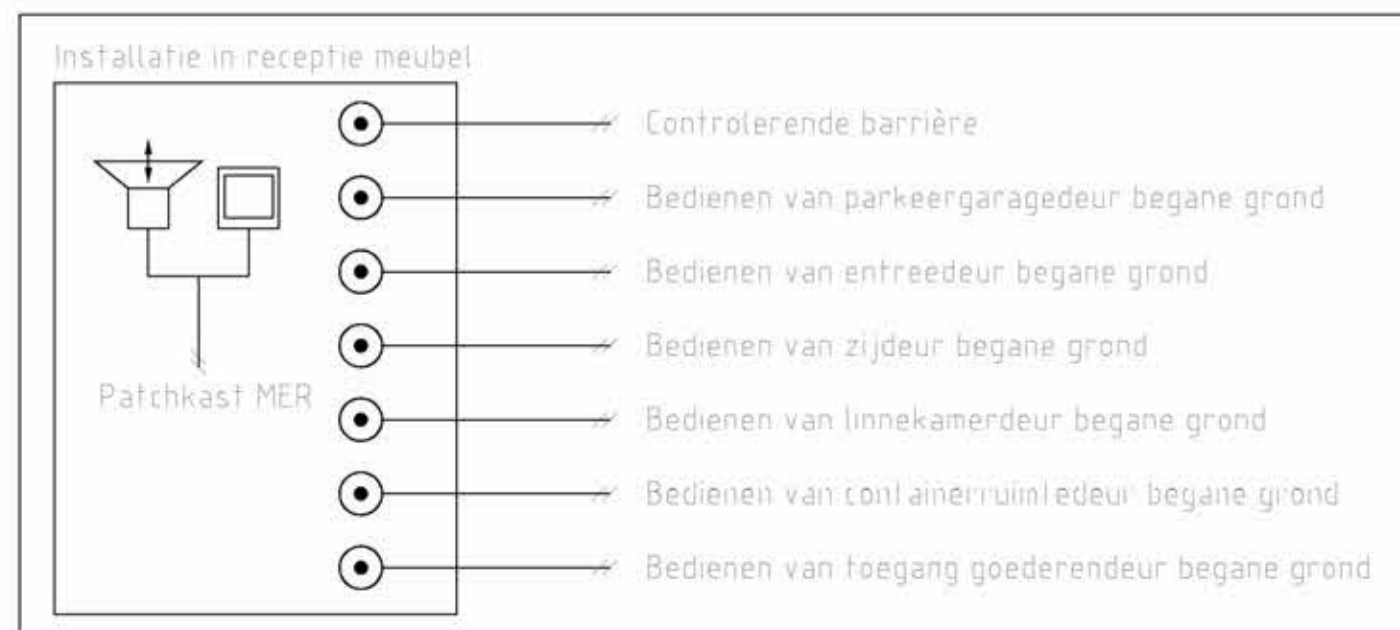 Installatie in receptie meubel
Controlerende barrière
Bedienen van parkeergaragedeur begane grond
Bedienen van entreedeur begane grond
Bedienen van zijdeur begane grond
Patchkast MER
Bedienen van linnekamerdeur begane grond
Bedienen van containerruimtedeur begane grond
Bedienen van toegang goederendeur begane grond